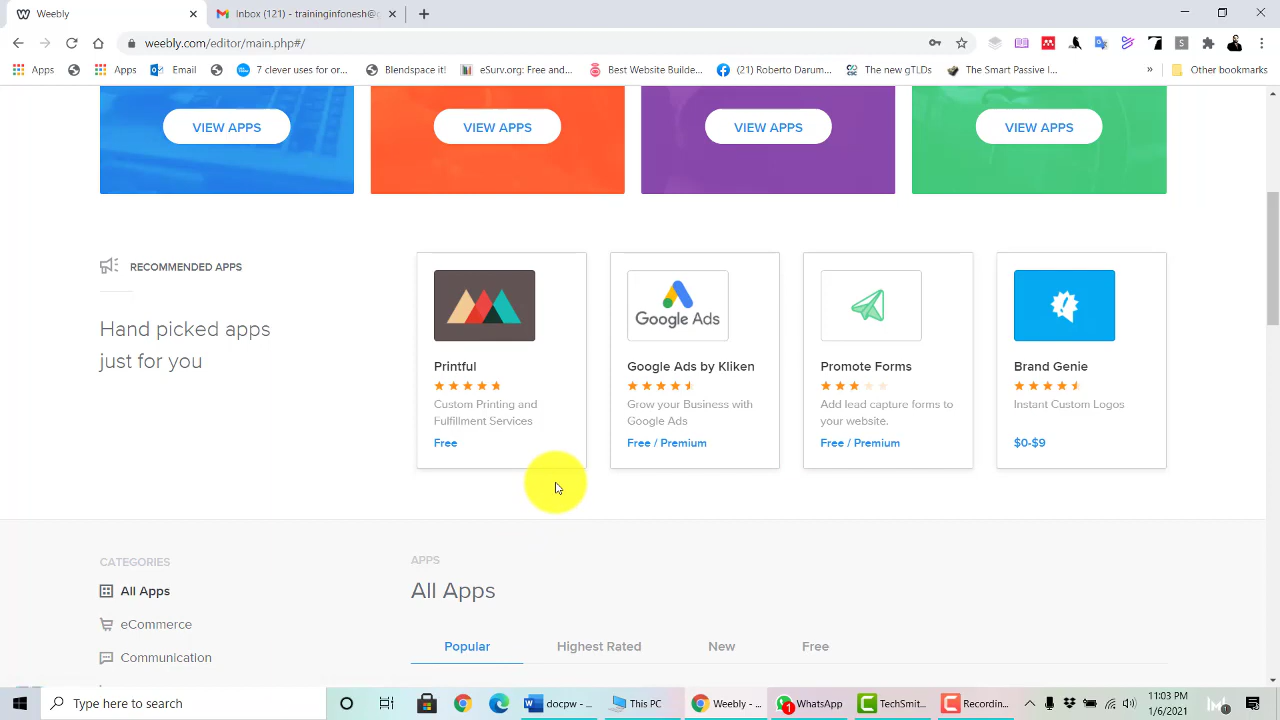 Weebly
Inbox (121) - traininginfonesh@g
weebly.com/editor/main.php#/
Apps
Apps
Email
7 clever uses for or...
Blendspace it!
eSurv.org: Free and...
Best Website Builde...
(21) Roberto Darum...
The new gTLDs
The Smart Passive I...
»
Other bookmarks
VIEW APPS
VIEW APPS
VIEW APPS
VIEW APPS
RECOMMENDED APPS
Hand picked apps
just for you
Google Ads
Printful
Custom Printing and
Fulfillment Services
Free
Google Ads by Kliken
Grow your Business with
Google Ads
Free / Premium
Promote Forms
Add lead capture forms to
your website.
Free / Premium
Brand Genie
Instant Custom Logos
$0-$9
CATEGORIES
All Apps
eCommerce
Communication
APPS
All Apps
Popular
Highest Rated
New
Free
Type here to search
docpw - ...
This PC
Weebly - ...
1
WhatsApp
TechSmit...
Recordin...
11:03 PM
1/6/2021